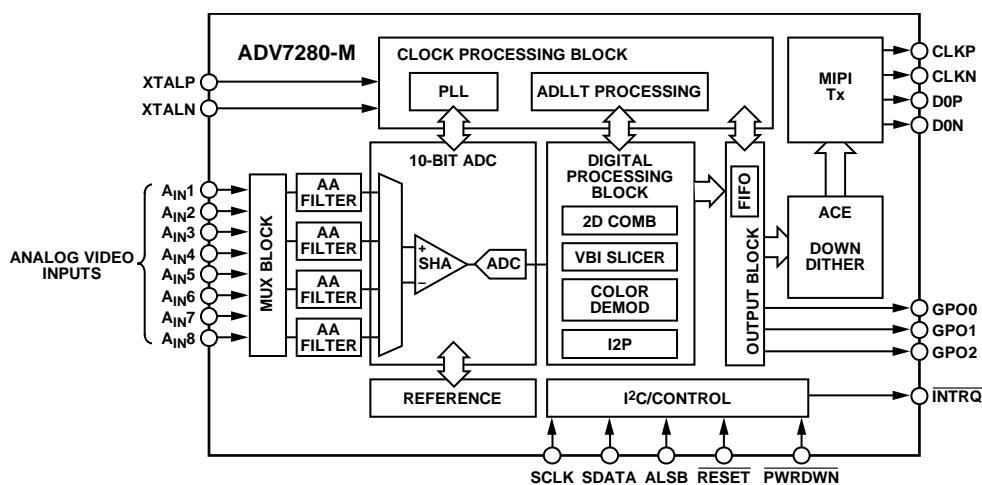 ADV7280-M
CLOCK PROCESSING BLOCK
PLL
ADLLT PROCESSING
XTALP
XTALN
MIPI
Tx
CLKP
CLKN
D0P
D0N
ANALOG VIDEO
INPUTS
AIN1
AIN2
AIN3
AIN4
AIN5
AIN6
AIN7
AIN8
MUX BLOCK
AA
FILTER
AA
FILTER
AA
FILTER
AA
FILTER
10-BIT ADC
+
SHA
–
ADC
REFERENCE
DIGITAL
PROCESSING
BLOCK
2D COMB
VBI SLICER
COLOR
DEMOD
I2P
FIFO
OUTPUT BLOCK
ACE
DOWN
DITHER
GPO0
GPO1
GPO2
I2C/CONTROL
INTRQ
SCLK SDATA ALSB RESET PWRDWN